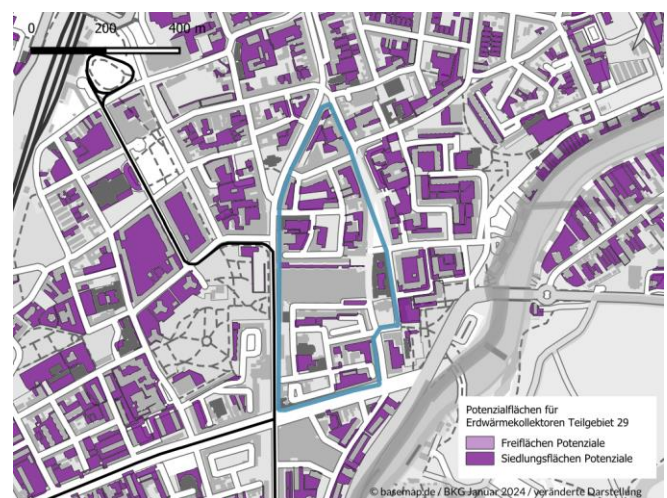 0 200 400 m
Potenzialflächen für
Erdwärmekollektoren Teilgebiet 29
Freiflächen Potenziale
Siedlungsflächen Potenziale
© basemap.de / BKG Januar 2024 / veränderte Darstellung